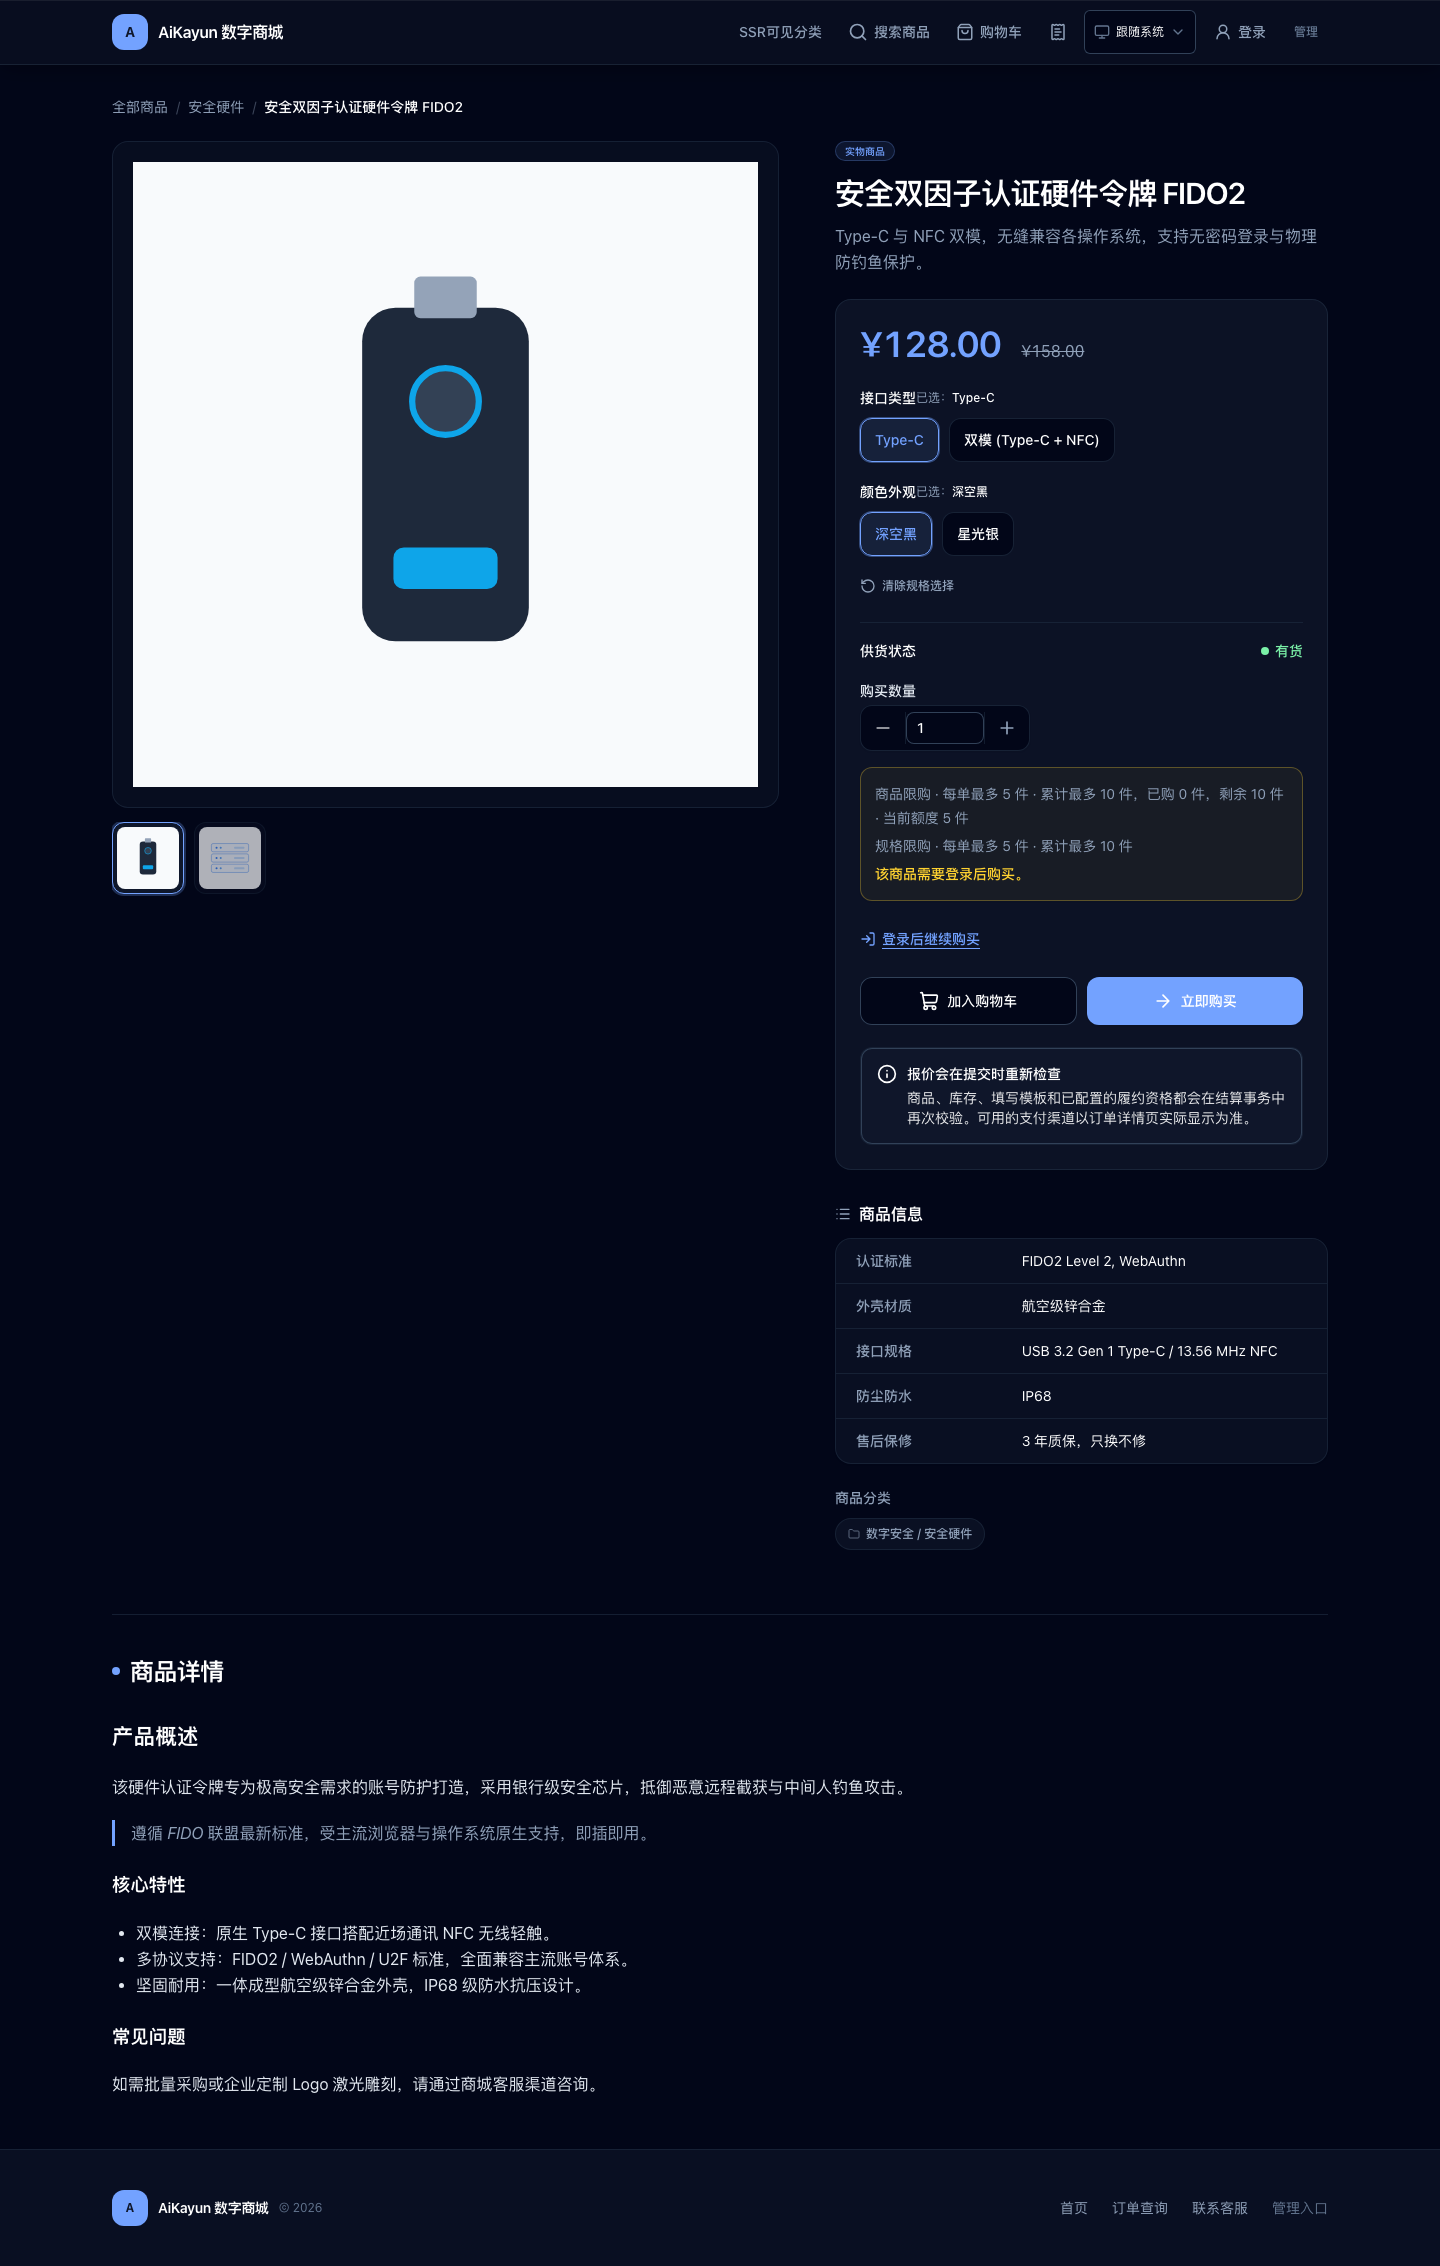 A AiKayun 数字商城 SSR可见分类 搜索商品 购物车 跟随系统 登录 管理
全部商品 / 安全硬件 / 安全双因子认证硬件令牌 FIDO2
实物商品
安全双因子认证硬件令牌 FIDO2
Type-C 与 NFC 双模，无缝兼容各操作系统，支持无密码登录与物理
防钓鱼保护。
¥128.00 ¥158.00
接口类型已选：Type-C
Type-C 双模 (Type-C + NFC)
颜色外观已选：深空黑
深空黑 星光银
清除规格选择
供货状态 有货
购买数量
1
商品限购 · 每单最多 5 件 · 累计最多 10 件，已购 0 件，剩余 10 件
· 当前额度 5 件
规格限购 · 每单最多 5 件 · 累计最多 10 件
该商品需要登录后购买。
登录后继续购买
加入购物车 立即购买
报价会在提交时重新检查
商品、库存、填写模板和已配置的履约资格都会在结算事务中
再次校验。可用的支付渠道以订单详情页实际显示为准。
商品信息
认证标准 FIDO2 Level 2, WebAuthn
外壳材质 航空级锌合金
接口规格 USB 3.2 Gen 1 Type-C / 13.56 MHz NFC
防尘防水 IP68
售后保修 3 年质保，只换不修
商品分类
数字安全 / 安全硬件
商品详情
产品概述
该硬件认证令牌专为极高安全需求的账号防护打造，采用银行级安全芯片，抵御恶意远程截获与中间人钓鱼攻击。
遵循 FIDO 联盟最新标准，受主流浏览器与操作系统原生支持，即插即用。
核心特性
• 双模连接：原生 Type-C 接口搭配近场通讯 NFC 无线轻触。
• 多协议支持：FIDO2 / WebAuthn / U2F 标准，全面兼容主流账号体系。
• 坚固耐用：一体成型航空级锌合金外壳，IP68 级防水抗压设计。
常见问题
如需批量采购或企业定制 Logo 激光雕刻，请通过商城客服渠道咨询。
A AiKayun 数字商城 © 2026 首页 订单查询 联系客服 管理入口